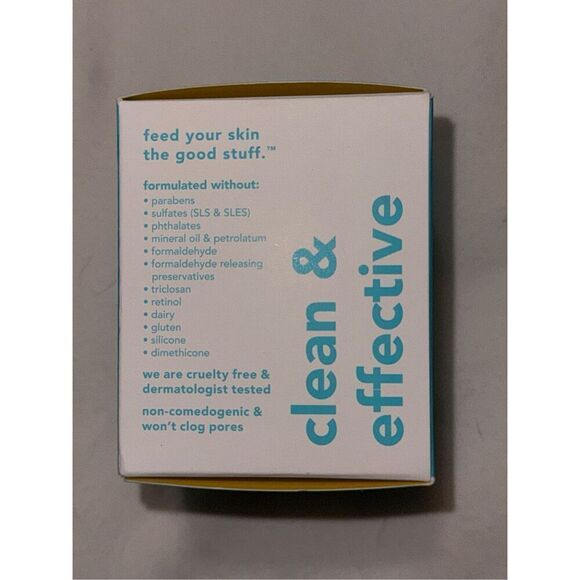 feed your skin
the good stuff.™
formulated without:
• parabens
• sulfates (SLS & SLES)
• phthalates
• mineral oil & petrolatum
• formaldehyde
• formaldehyde releasing
preservatives
• triclosan
• retinol
• dairy
• gluten
• silicone
• dimethicone
we are cruelty free &
dermatologist tested
non-comedogenic &
won't clog pores
clean &
effective